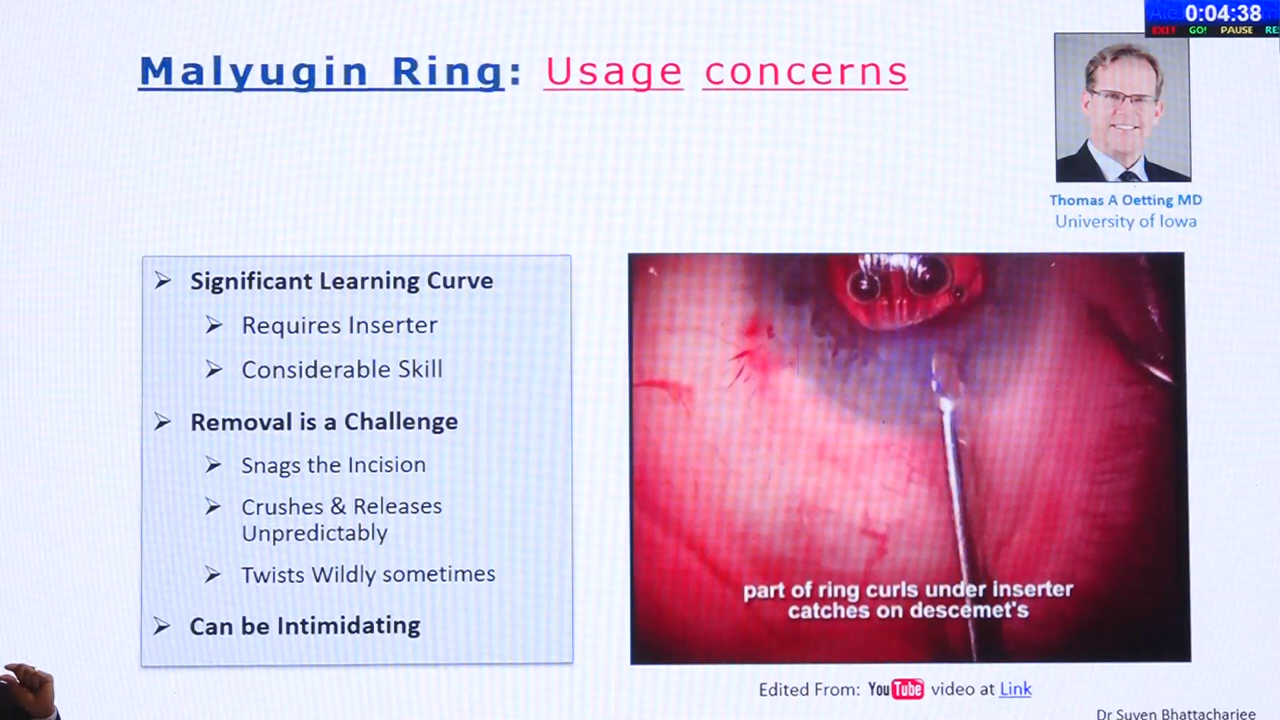 0:04:38
EXIT GO! PAUSE
Malyugin Ring: Usage concerns
Thomas A Oetting MD
University of Iowa
Significant Learning Curve
Requires Inserter
Considerable Skill
Removal is a Challenge
Snags the Incision
Crushes & Releases
Unpredictably
Twists Wildly sometimes
Can be Intimidating
part of ring curls under inserter
catches on descemet's
Edited From: YouTube video at Link
Dr Suven Bhattacharjee